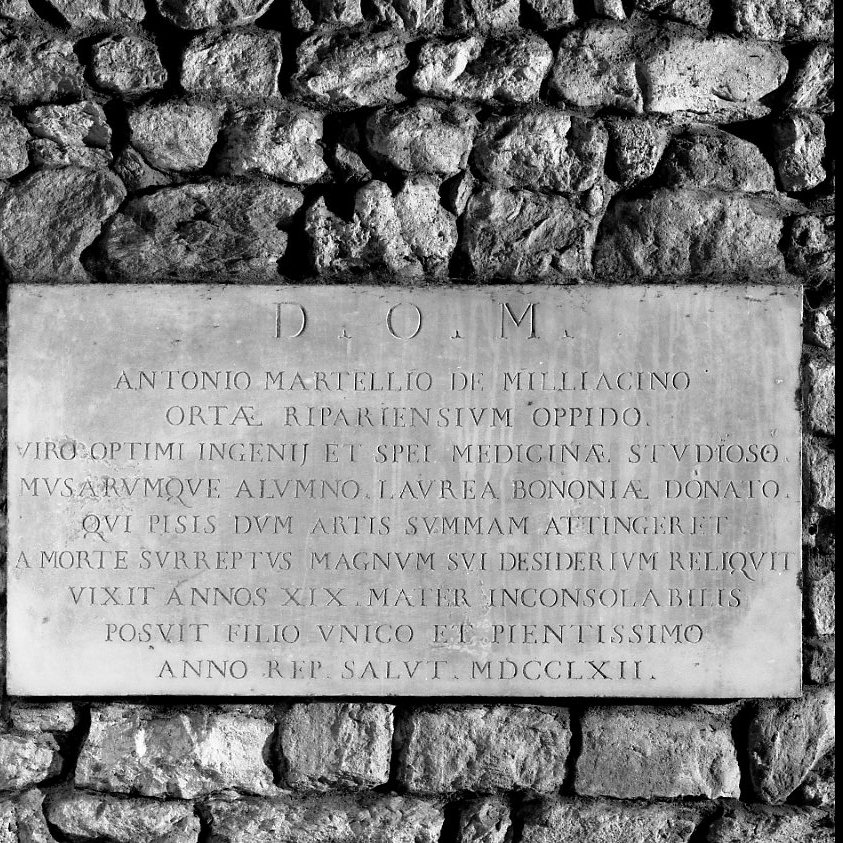 D. O. M.
ANTONIO MARTELLIO DE MILLIACINO
ORTÆ RIPARIENSIVM OPPIDO.
VIRO OPTIMI INGENIJ ET SPEI. MEDICINÆ. STVDIOSO.
MVSARVMQVE ALVMNO. LAVREA BONONIÆ DONATO.
QVI PISIS DVM ARTIS SVMMAM ATTINGERET
A MORTE SVRREPTVS MAGNVM SVI DESIDERIVM RELIQVIT
VIXIT ANNOS XIX. MATER INCONSOLABILIS
POSVIT FILIO VNICO ET PIENTISSIMO
ANNO REP. SALVT. MDCCLXII.